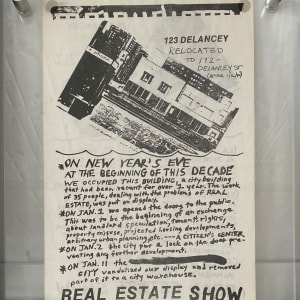 123 DELANCEY
RELOCATED
TO 172-
DELANCEY ST
*ON NEW YEAR'S EVE
AT THE BEGINNING OF THIS DECADE
WE OCCUPIED THIS BUILDING, a city building
that had been vacant for over 1 year. The work
of 35 people, dealing with the problems of REAL
ESTATE, was put on display.
*ON JAN. 1 we opened the doors to the public.
This was to be the beginning of an exchange
about landlord speculation, tenants rights,
property misuse, projected housing developments,
arbitrary urban planning etc. — A CITIZENS CENTER
*ON JAN. 2 the city put a lock on the door pre-
venting any further development.
*ON JAN. 11 the
CITY vandalized our display and removed
part of it to a city warehouse.
REAL ESTATE SHOW